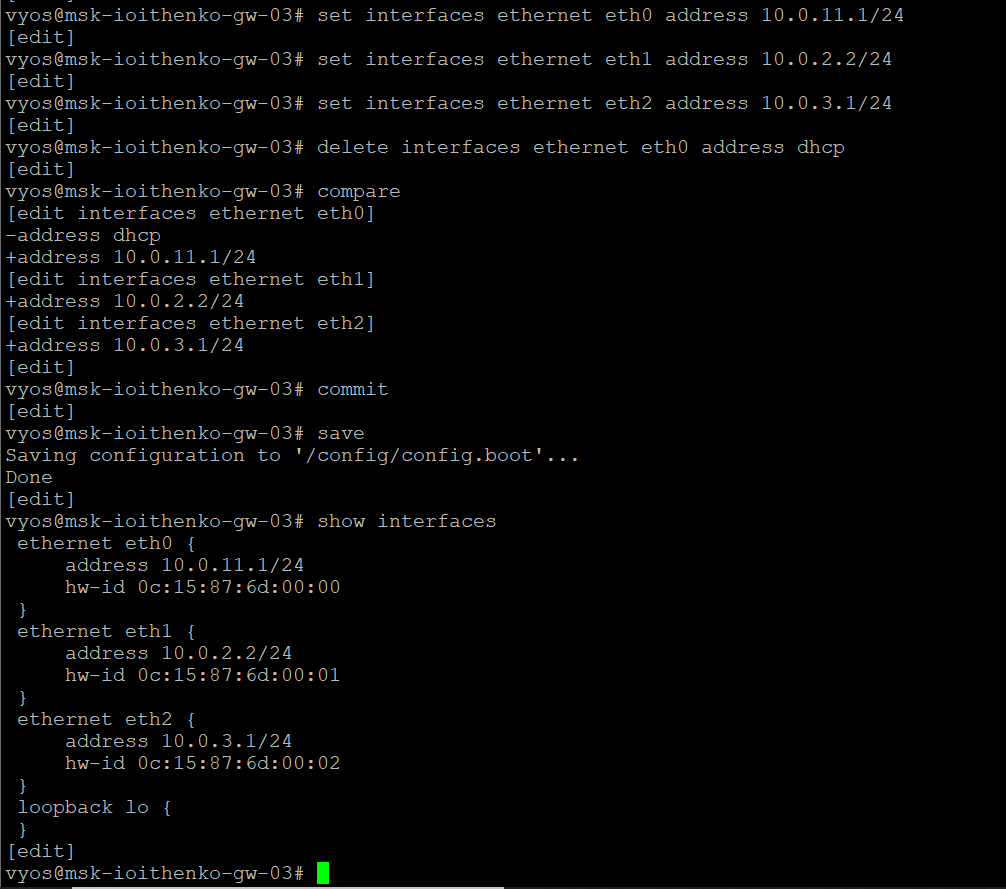 vyos@msk-ioithenko-gw-03# set interfaces ethernet eth0 address 10.0.11.1/24
[edit]
vyos@msk-ioithenko-gw-03# set interfaces ethernet eth1 address 10.0.2.2/24
[edit]
vyos@msk-ioithenko-gw-03# set interfaces ethernet eth2 address 10.0.3.1/24
[edit]
vyos@msk-ioithenko-gw-03# delete interfaces ethernet eth0 address dhcp
[edit]
vyos@msk-ioithenko-gw-03# compare
[edit interfaces ethernet eth0]
-address dhcp
+address 10.0.11.1/24
[edit interfaces ethernet eth1]
+address 10.0.2.2/24
[edit interfaces ethernet eth2]
+address 10.0.3.1/24
[edit]
vyos@msk-ioithenko-gw-03# commit
[edit]
vyos@msk-ioithenko-gw-03# save
Saving configuration to '/config/config.boot'...
Done
[edit]
vyos@msk-ioithenko-gw-03# show interfaces
 ethernet eth0 {
     address 10.0.11.1/24
     hw-id 0c:15:87:6d:00:00
 }
 ethernet eth1 {
     address 10.0.2.2/24
     hw-id 0c:15:87:6d:00:01
 }
 ethernet eth2 {
     address 10.0.3.1/24
     hw-id 0c:15:87:6d:00:02
 }
 loopback lo {
 }
[edit]
vyos@msk-ioithenko-gw-03#